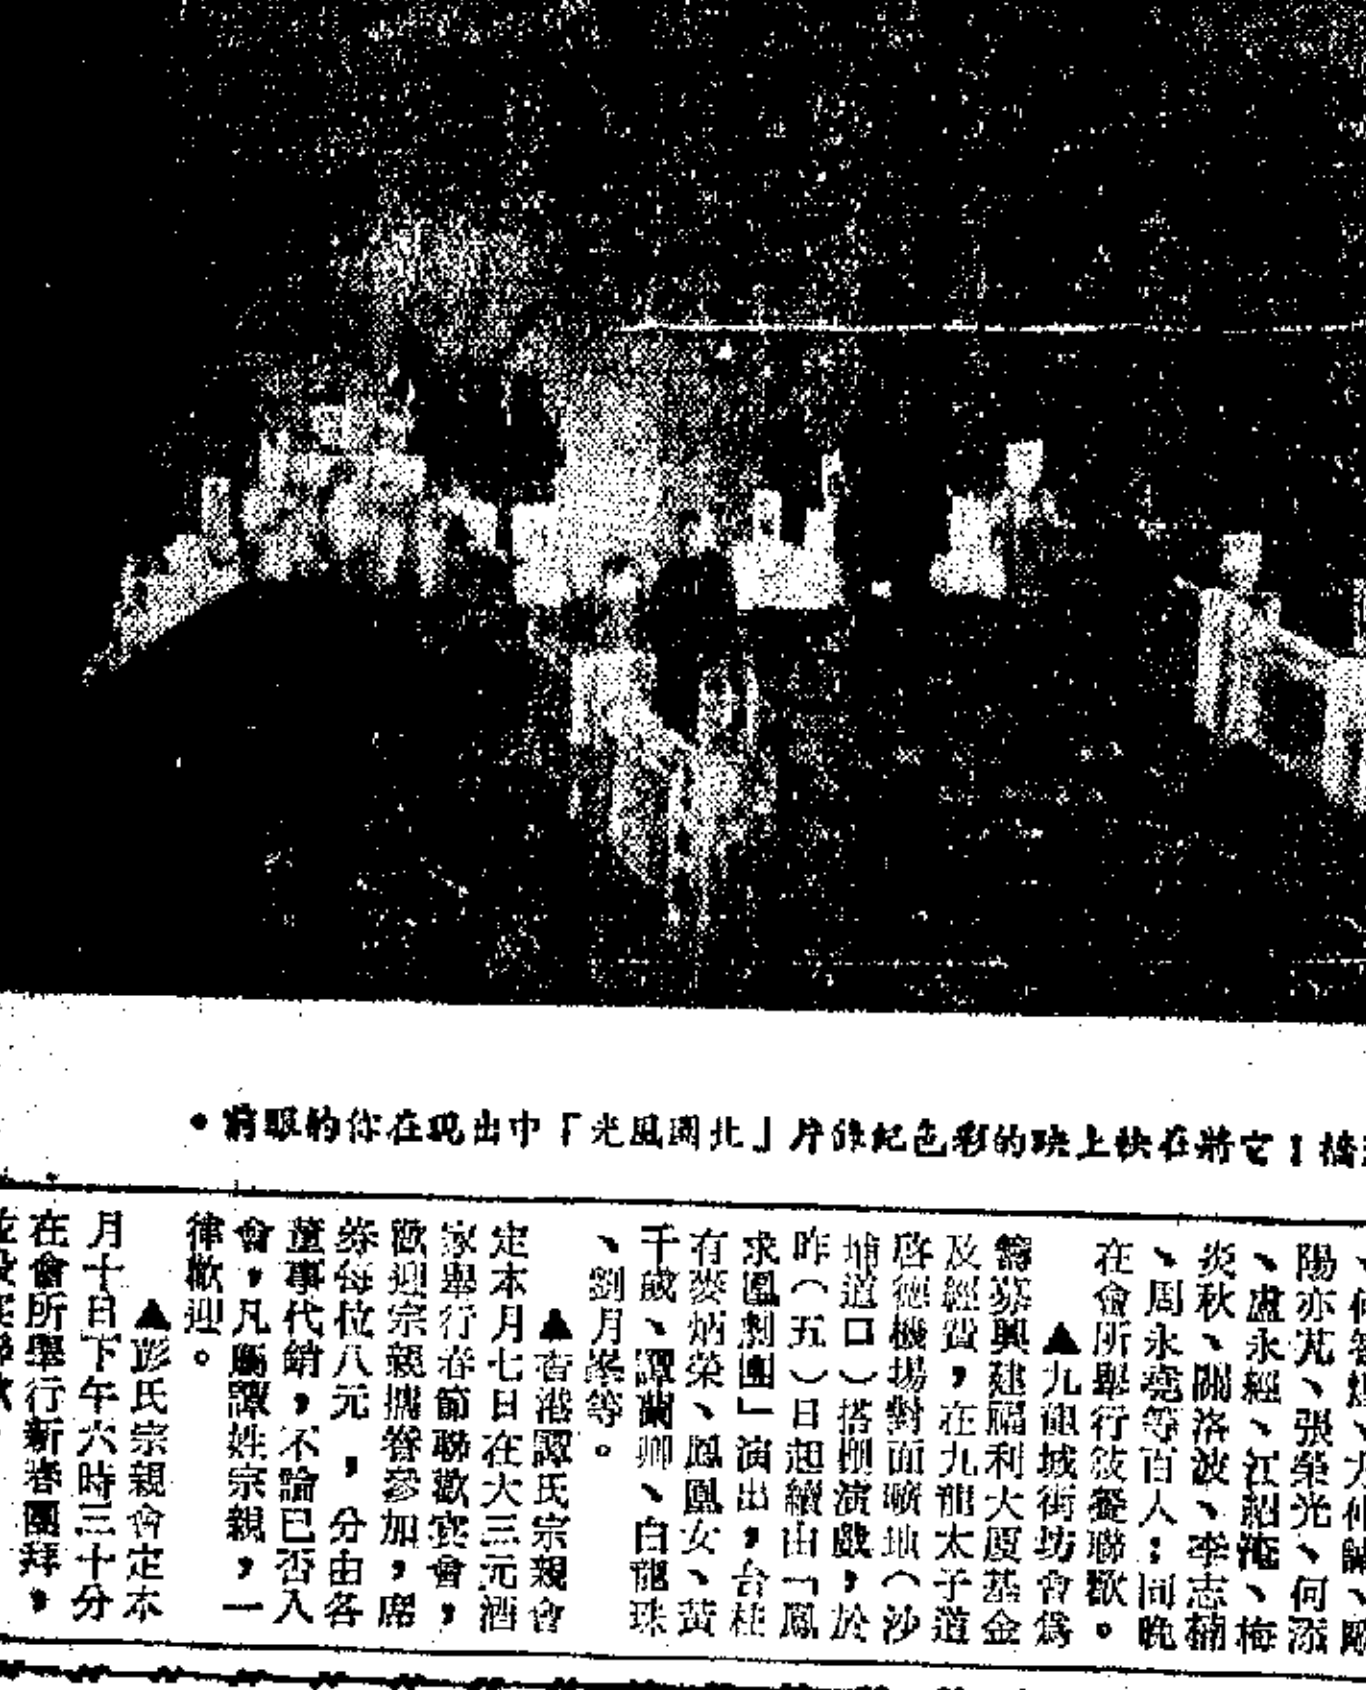 橋！它將在快上映的彩色紀錄片「北國風光」中出現在你的眼前•
陽亦芃、張榮光、何添
、盧永經、江紹淹、梅
炎秋、關洛波、李志楠
、周永堯等百人；同晚
在會所舉行敍餐聯歡。
▲九龍城街坊會爲
籌募興建福利大厦基金
及經費，在九龍太子道
啓德機場對面曠地（沙
埔道口）搭棚演戲，於
昨（五）日起續由「鳳
求凰劇團」演出，台柱
有麥炳榮、鳳凰女、黃
千歲、譚蘭卿、白龍珠
、劉月峯等。
▲香港譚氏宗親會
定本月七日在大三元酒
家舉行春節聯歡宴會，
歡迎宗親攜眷參加，席
券每位八元，分由各
董事代銷，不論已否入
會，凡屬譚姓宗親，一
律歡迎。
▲彭氏宗親會定本
月十日下午六時三十分
在會所舉行新春團拜，